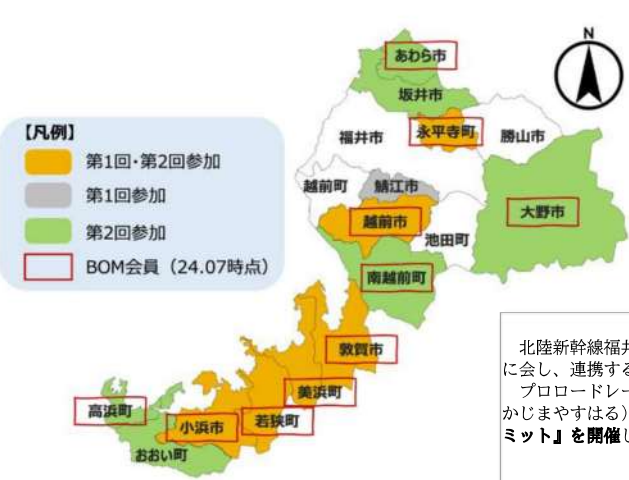 N
あわら市
坂井市
【凡例】
第1回・第2回参加
第1回参加
第2回参加
BOM会員（24.07時点）
福井市
永平寺町
勝山市
越前町
鯖江市
越前市
池田町
大野市
南越前町
敦賀市
美浜町
若狭町
高浜町
小浜市
おおい町
北陸新幹線福井
に会し、連携する
プロロードレー
かじまやすはる）
ミット』を開催し